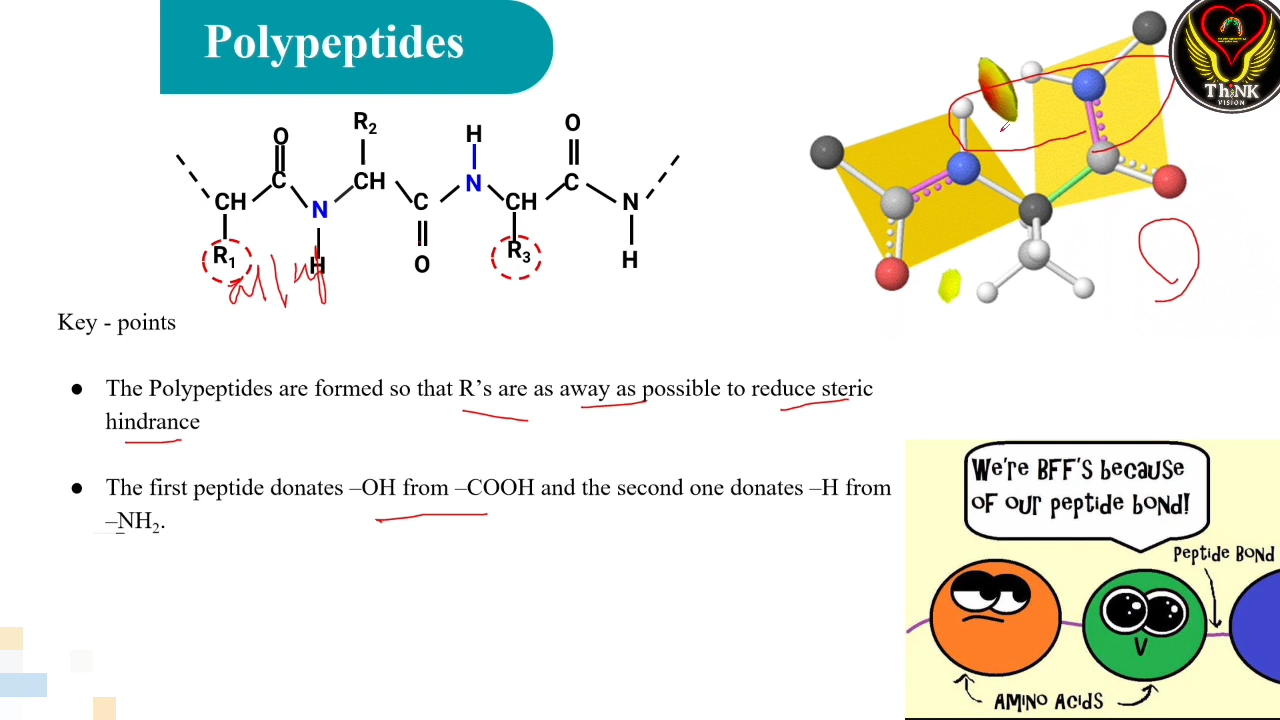 Polypeptides
ThiNK
VISION
O R₂ H O
CH C N CH C N CH C N
H
R₁ H O R₃ H
Key - points
● The Polypeptides are formed so that R’s are as away as possible to reduce steric
hindrance
● The first peptide donates –OH from –COOH and the second one donates –H from
–NH₂.
We're BFF's because
of our peptide bond!
Peptide Bond
Amino Acids